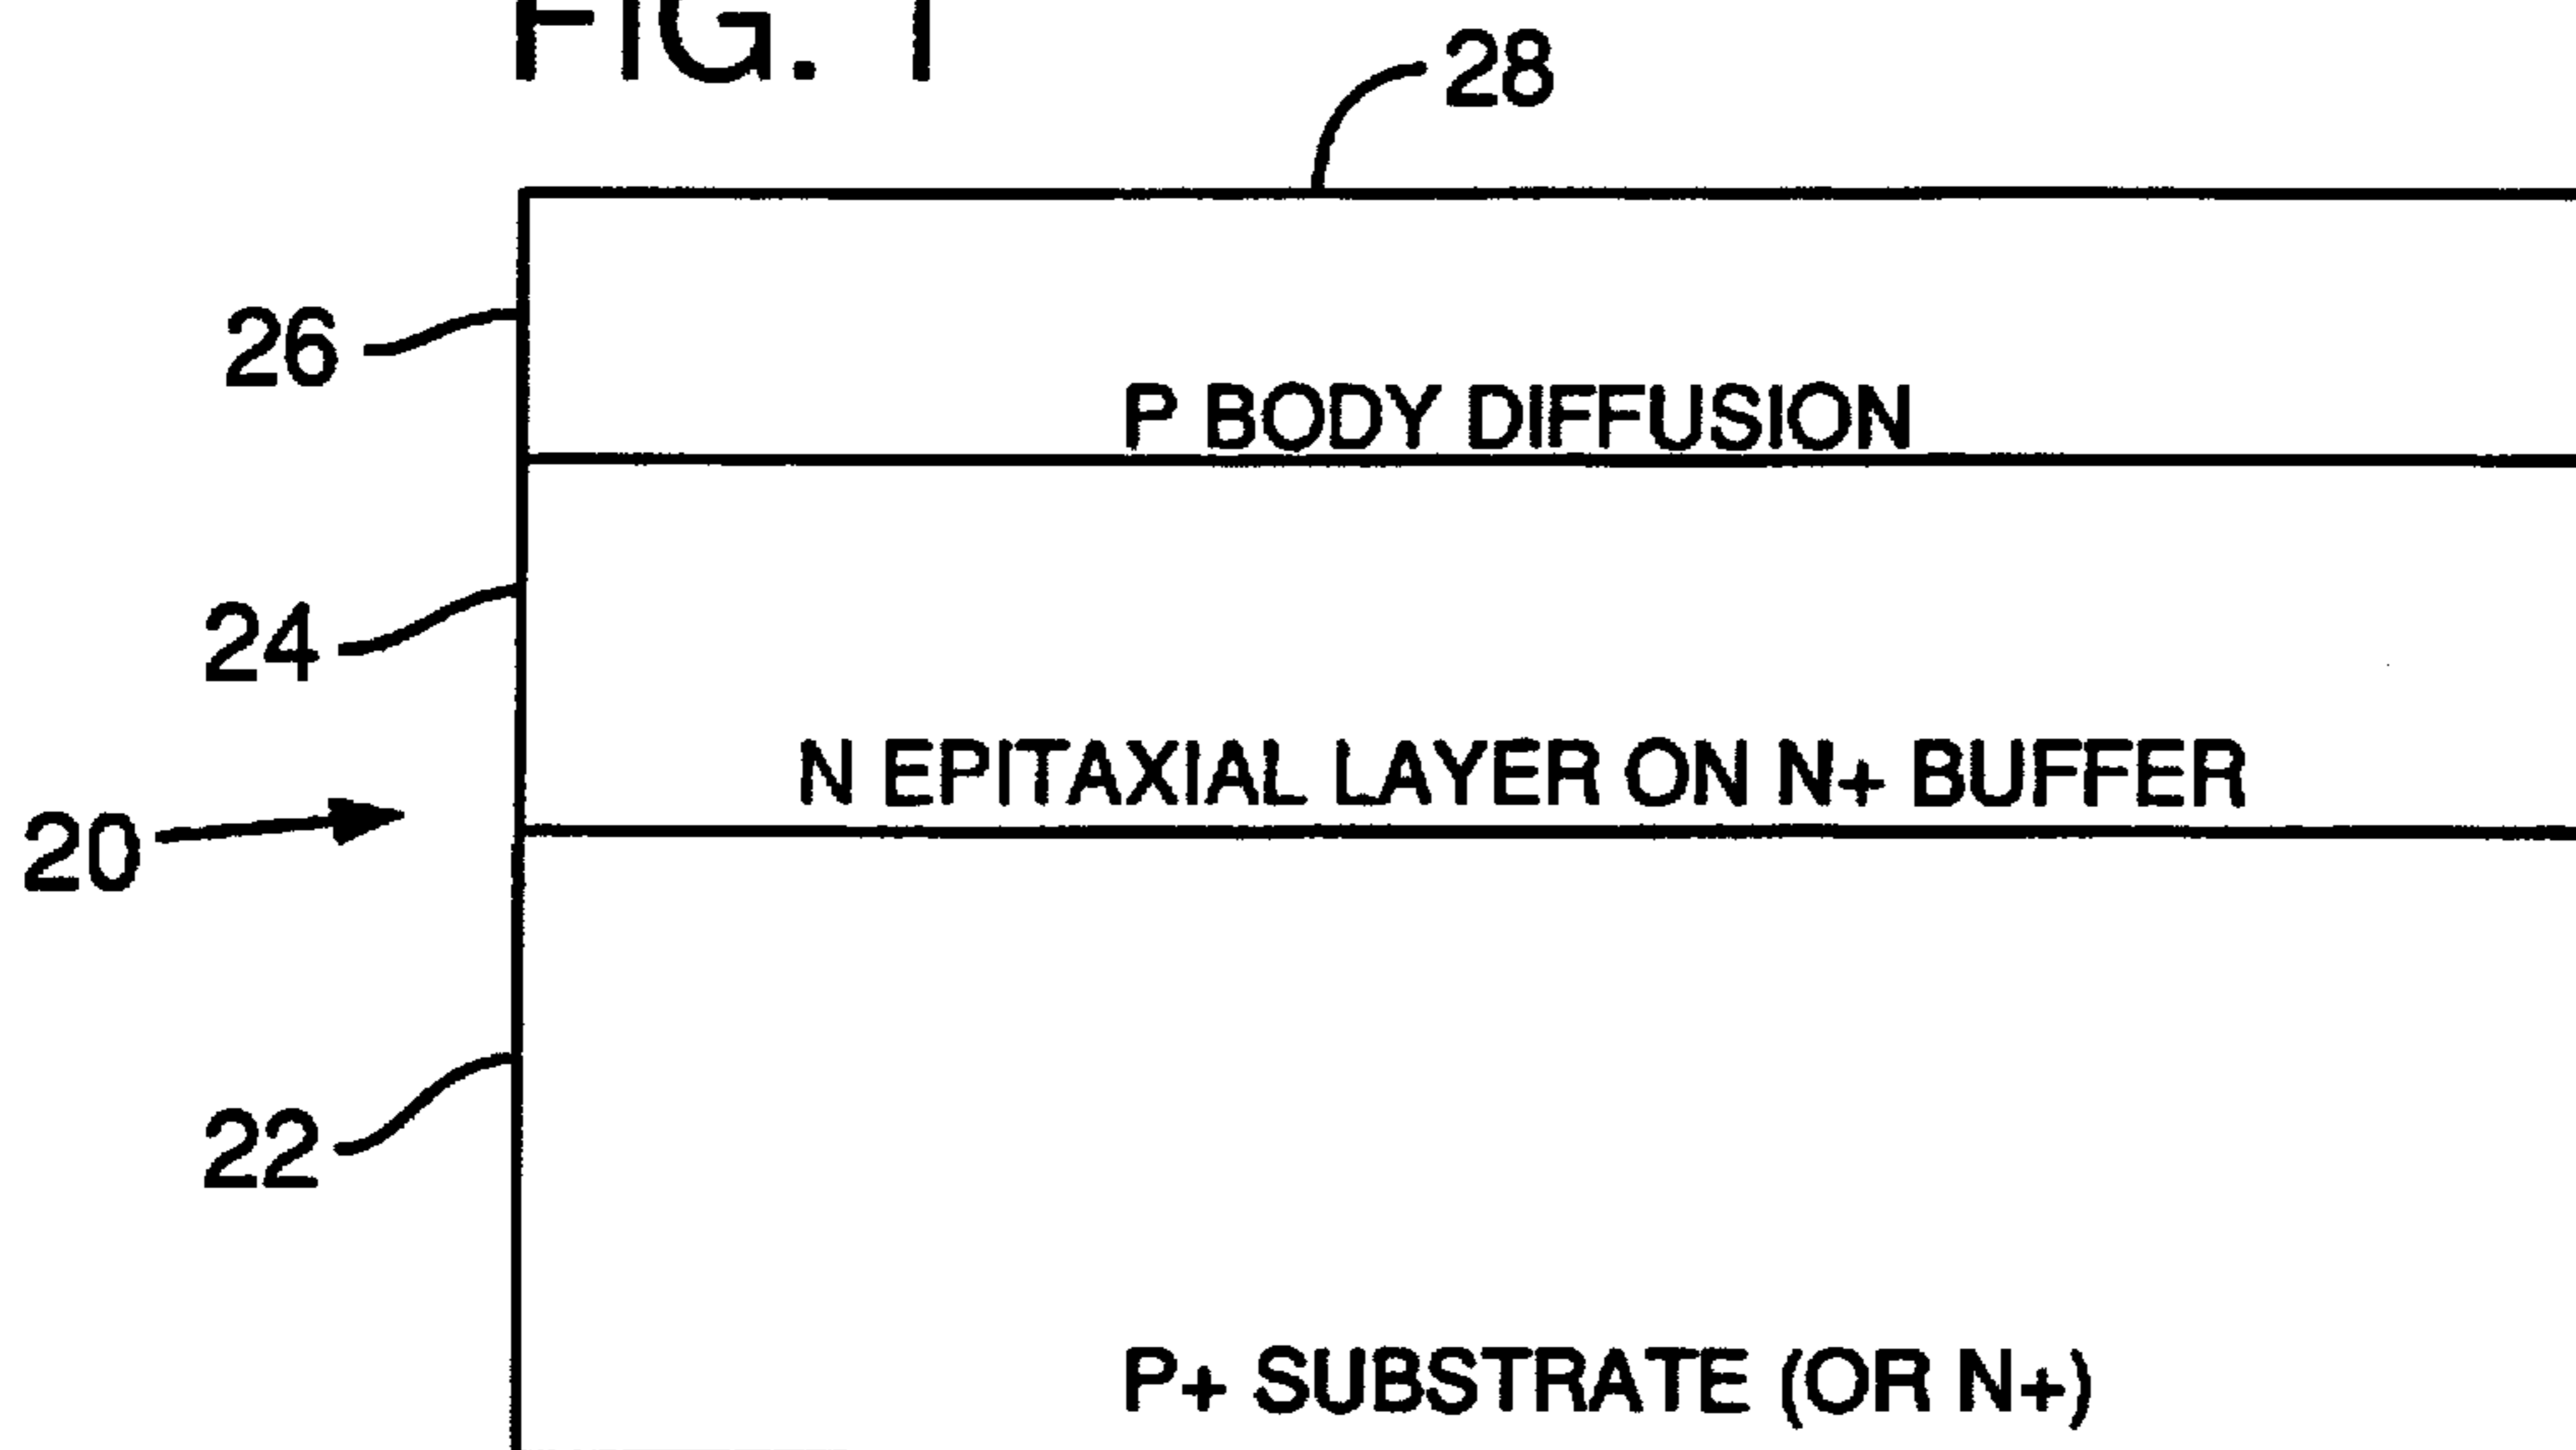 FIG. 1
28
26
P BODY DIFFUSION
24
N EPITAXIAL LAYER ON N+ BUFFER
20
22
P+ SUBSTRATE (OR N+)